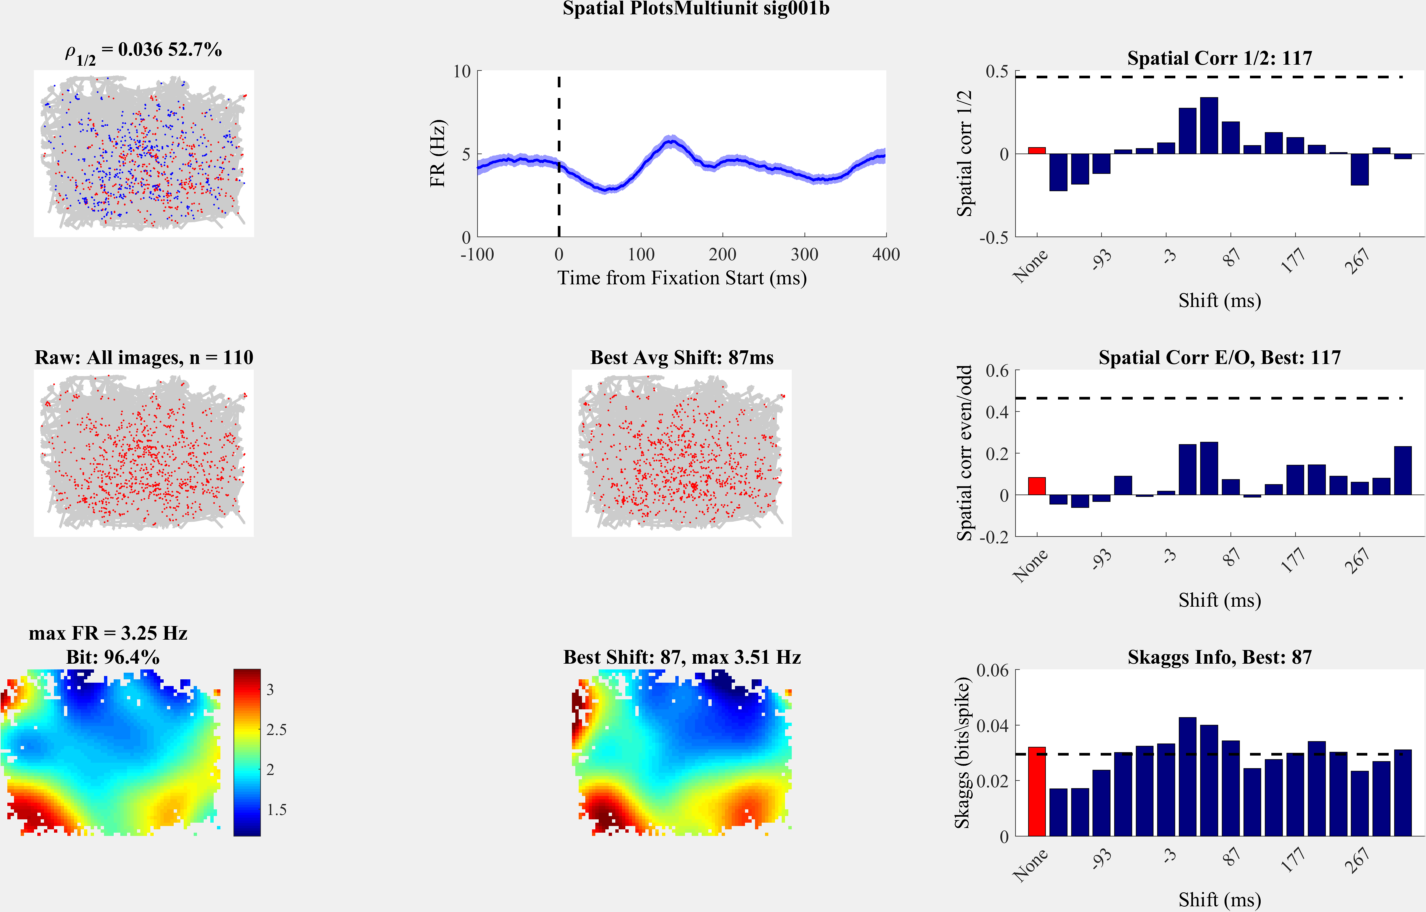 Spatial PlotsMultiunit sig001b
ρ1/2 = 0.036 52.7%
10
5
0
FR (Hz)
-100 0 100 200 300 400
Time from Fixation Start (ms)
Spatial Corr 1/2: 117
0.5
0
-0.5
Spatial corr 1/2
None -93 -3 87 177 267
Shift (ms)
Raw: All images, n = 110
Best Avg Shift: 87ms
Spatial Corr E/O, Best: 117
0.6
0.4
0.2
0
-0.2
Spatial corr even/odd
None -93 -3 87 177 267
Shift (ms)
max FR = 3.25 Hz
Bit: 96.4%
3
2.5
2
1.5
Best Shift: 87, max 3.51 Hz
Skaggs Info, Best: 87
0.06
0.04
0.02
0
Skaggs (bits\spike)
None -93 -3 87 177 267
Shift (ms)